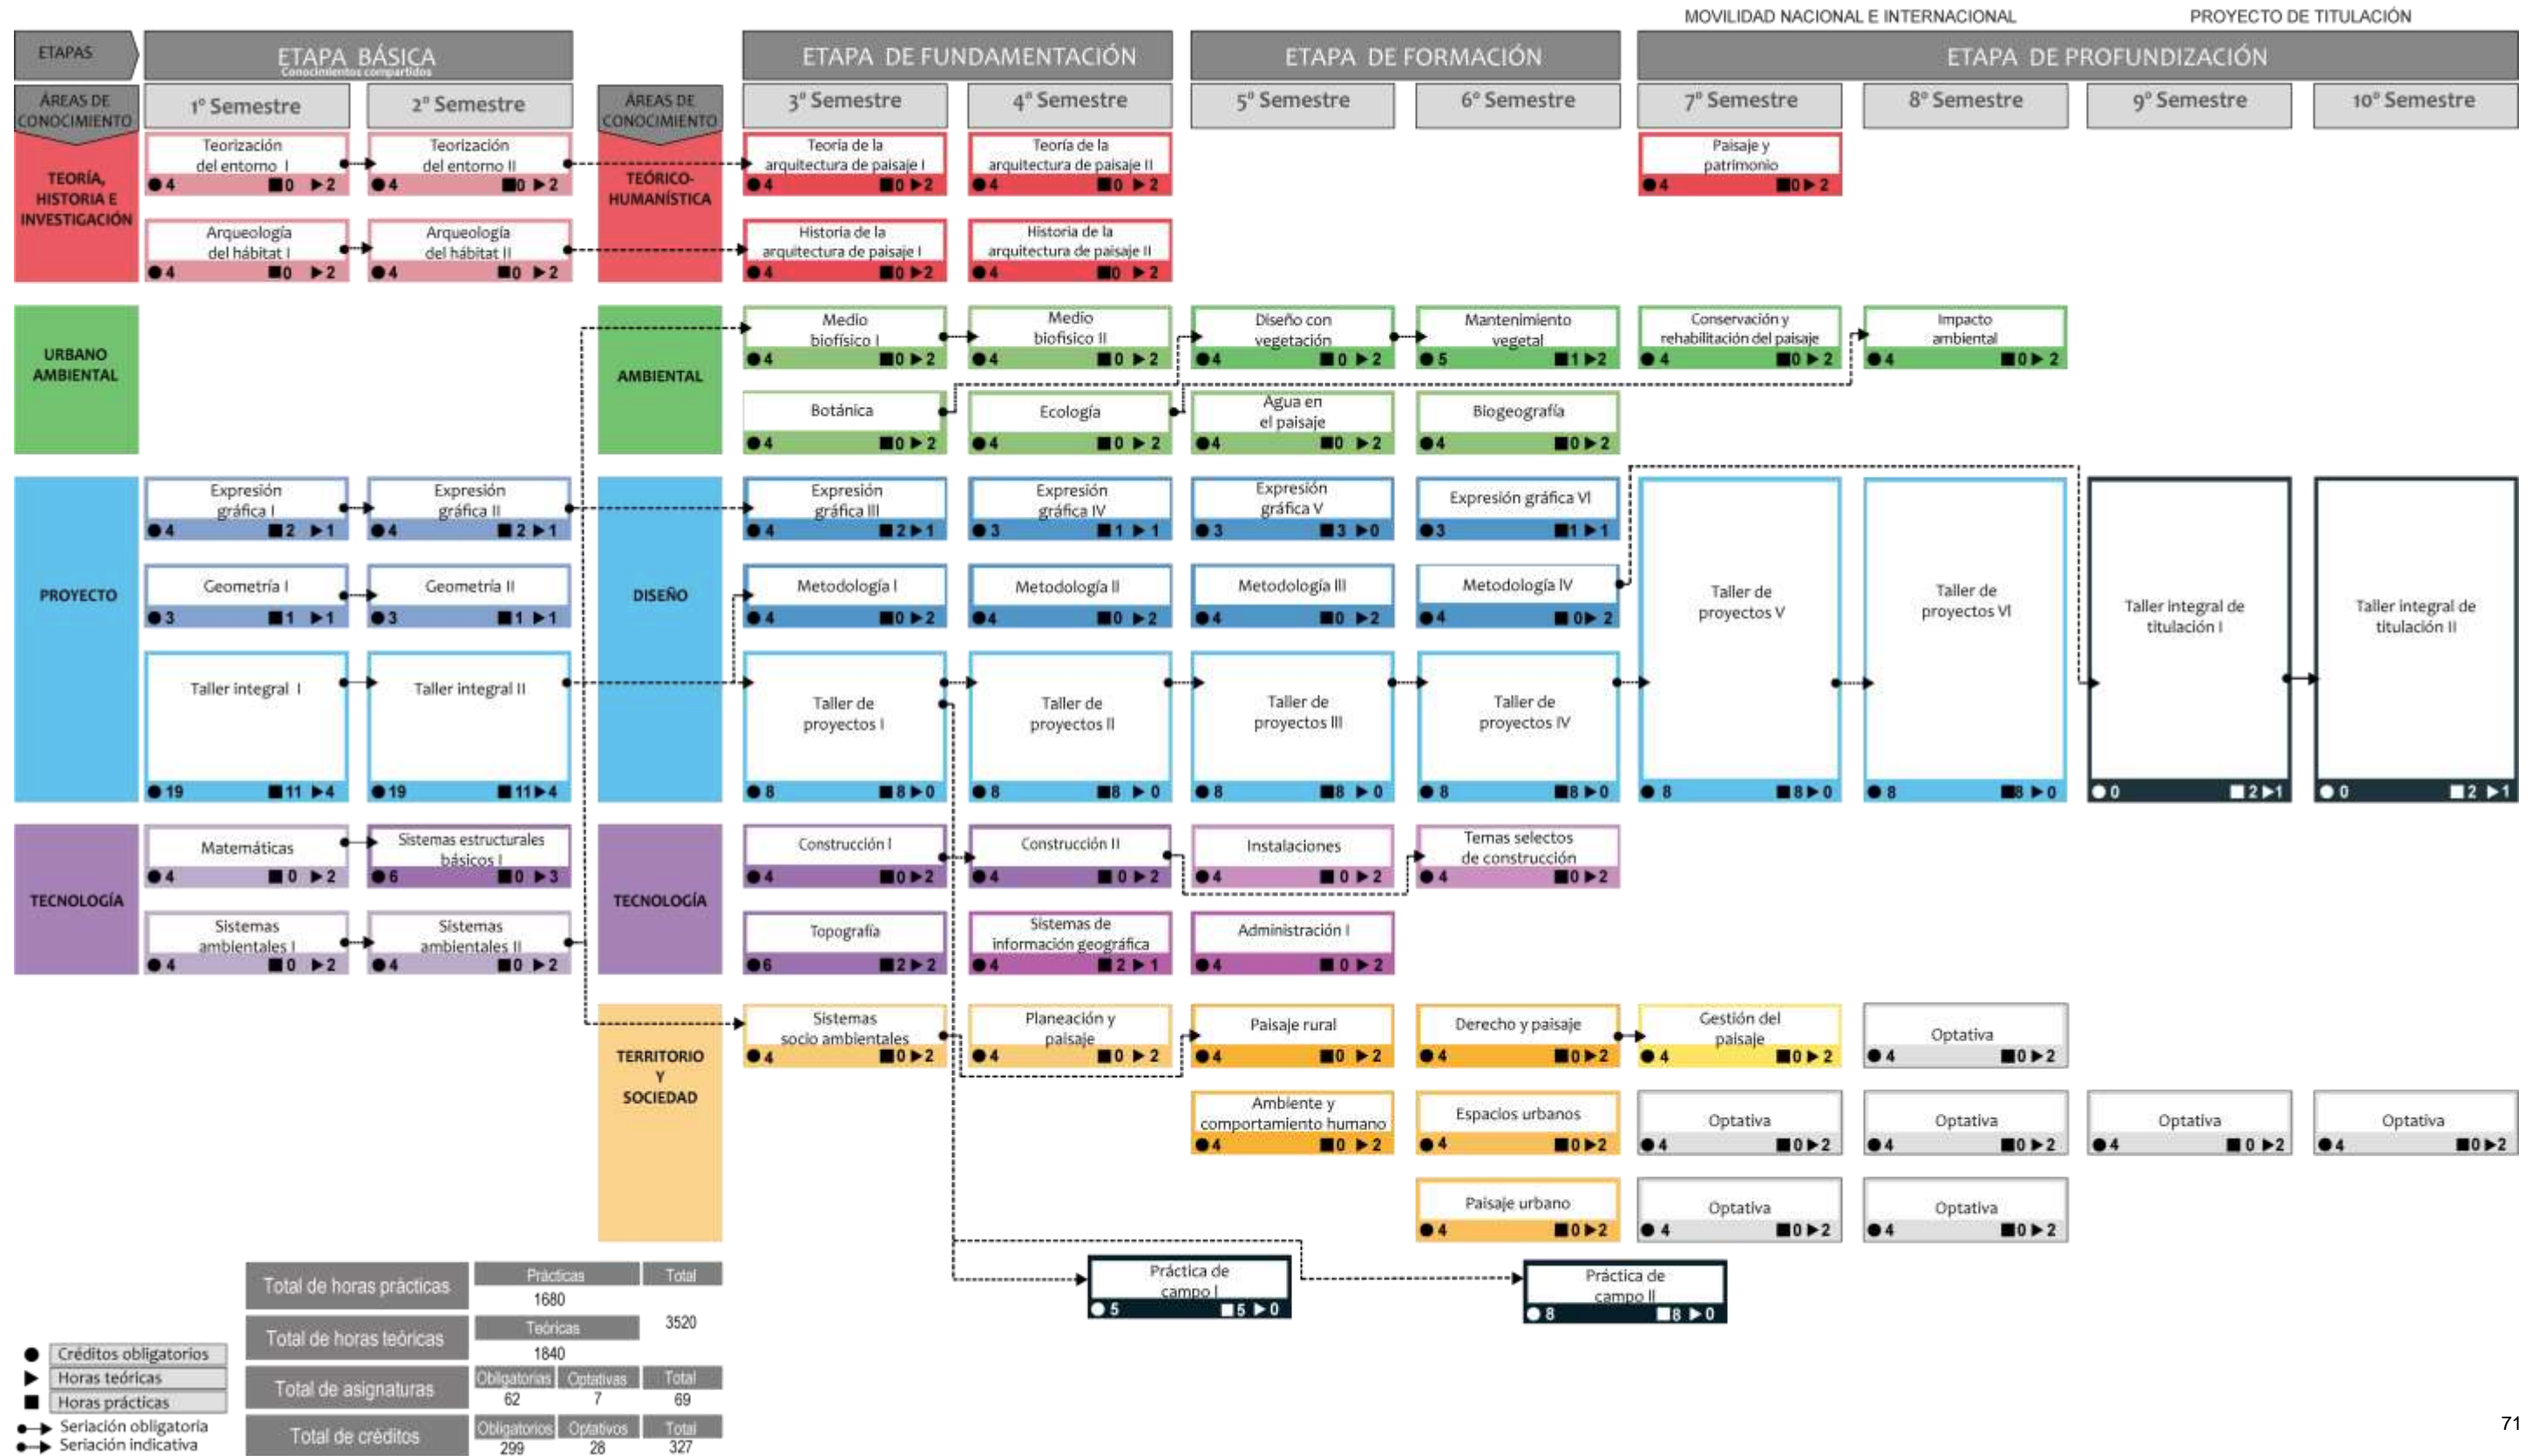 MOVILIDAD NACIONAL E INTERNACIONAL
PROYECTO DE TITULACIÓN
ETAPAS
ETAPA BÁSICA
Conocimientos compartidos
ETAPA DE FUNDAMENTACIÓN
ETAPA DE FORMACIÓN
ETAPA DE PROFUNDIZACIÓN
ÁREAS DE
CONOCIMIENTO
1º Semestre
2º Semestre
ÁREAS DE
CONOCIMIENTO
3º Semestre
4º Semestre
5º Semestre
6º Semestre
7º Semestre
8º Semestre
9º Semestre
10º Semestre
TEORÍA,
HISTORIA E
INVESTIGACIÓN
Teorización
del entorno I
● 4 ■ 0 ▶ 2
Teorización
del entorno II
● 4 ■ 0 ▶ 2
TEÓRICO-
HUMANÍSTICA
Teoría de la
arquitectura de paisaje I
● 4 ■ 0 ▶ 2
Teoría de la
arquitectura de paisaje II
● 4 ■ 0 ▶ 2
Paisaje y
patrimonio
● 4 ■ 0 ▶ 2
Arqueología
del hábitat I
● 4 ■ 0 ▶ 2
Arqueología
del hábitat II
● 4 ■ 0 ▶ 2
Historia de la
arquitectura de paisaje I
● 4 ■ 0 ▶ 2
Historia de la
arquitectura de paisaje II
● 4 ■ 0 ▶ 2
URBANO
AMBIENTAL
AMBIENTAL
Medio
biofísico I
● 4 ■ 0 ▶ 2
Medio
biofísico II
● 4 ■ 0 ▶ 2
Diseño con
vegetación
● 4 ■ 0 ▶ 2
Mantenimiento
vegetal
● 5 ■ 1 ▶ 2
Conservación y
rehabilitación del paisaje
● 4 ■ 0 ▶ 2
Impacto
ambiental
● 4 ■ 0 ▶ 2
Botánica
● 4 ■ 0 ▶ 2
Ecología
● 4 ■ 0 ▶ 2
Agua en
el paisaje
● 4 ■ 0 ▶ 2
Biogeografía
● 4 ■ 0 ▶ 2
PROYECTO
Expresión
gráfica I
● 4 ■ 2 ▶ 1
Expresión
gráfica II
● 4 ■ 2 ▶ 1
DISEÑO
Expresión
gráfica III
● 4 ■ 2 ▶ 1
Expresión
gráfica IV
● 3 ■ 1 ▶ 1
Expresión
gráfica V
● 3 ■ 3 ▶ 0
Expresión gráfica VI
● 3 ■ 1 ▶ 1
Geometría I
● 3 ■ 1 ▶ 1
Geometría II
● 3 ■ 1 ▶ 1
Metodología I
● 4 ■ 0 ▶ 2
Metodología II
● 4 ■ 0 ▶ 2
Metodología III
● 4 ■ 0 ▶ 2
Metodología IV
● 4 ■ 0 ▶ 2
Taller integral I
● 19 ■ 11 ▶ 4
Taller integral II
● 19 ■ 11 ▶ 4
Taller de
proyectos I
● 8 ■ 8 ▶ 0
Taller de
proyectos II
● 8 ■ 8 ▶ 0
Taller de
proyectos III
● 8 ■ 8 ▶ 0
Taller de
proyectos IV
● 8 ■ 8 ▶ 0
Taller de
proyectos V
● 8 ■ 8 ▶ 0
Taller de
proyectos VI
● 8 ■ 8 ▶ 0
Taller integral de
titulación I
● 0 ■ 2 ▶ 1
Taller integral de
titulación II
● 0 ■ 2 ▶ 1
TECNOLOGÍA
Matemáticas
● 4 ■ 0 ▶ 2
Sistemas estructurales
básicos I
● 6 ■ 0 ▶ 3
TECNOLOGÍA
Construcción I
● 4 ■ 0 ▶ 2
Construcción II
● 4 ■ 0 ▶ 2
Instalaciones
● 4 ■ 0 ▶ 2
Temas selectos
de construcción
● 4 ■ 0 ▶ 2
Sistemas
ambientales I
● 4 ■ 0 ▶ 2
Sistemas
ambientales II
● 4 ■ 0 ▶ 2
Topografía
● 6 ■ 2 ▶ 2
Sistemas de
información geográfica
● 4 ■ 2 ▶ 1
Administración I
● 4 ■ 0 ▶ 2
TERRITORIO
Y
SOCIEDAD
Sistemas
socio ambientales
● 4 ■ 0 ▶ 2
Planeación y
paisaje
● 4 ■ 0 ▶ 2
Paisaje rural
● 4 ■ 0 ▶ 2
Derecho y paisaje
● 4 ■ 0 ▶ 2
Gestión del
paisaje
● 4 ■ 0 ▶ 2
Optativa
● 4 ■ 0 ▶ 2
Ambiente y
comportamiento humano
● 4 ■ 0 ▶ 2
Espacios urbanos
● 4 ■ 0 ▶ 2
Optativa
● 4 ■ 0 ▶ 2
Optativa
● 4 ■ 0 ▶ 2
Optativa
● 4 ■ 0 ▶ 2
Optativa
● 4 ■ 0 ▶ 2
Paisaje urbano
● 4 ■ 0 ▶ 2
Optativa
● 4 ■ 0 ▶ 2
Optativa
● 4 ■ 0 ▶ 2
Práctica de
campo I
● 5 ■ 5 ▶ 0
Práctica de
campo II
● 8 ■ 8 ▶ 0
Total de horas prácticas
Prácticas
Total
1680
Total de horas teóricas
Teóricas
3520
1840
Total de asignaturas
Obligatorias Optativas Total
62 7 69
Total de créditos
Obligatorios Optativos Total
299 28 327
● Créditos obligatorios
▶ Horas teóricas
■ Horas prácticas
Seriación obligatoria
Seriación indicativa
71